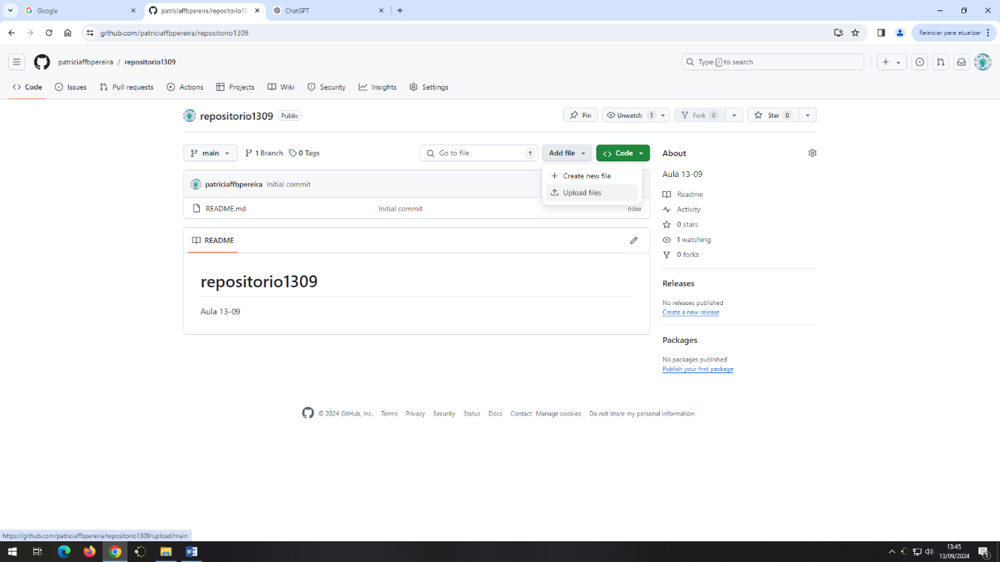 Google
patriciaffbpereira/repositorio13
ChatGPT
github.com/patriciaffbpereira/repositorio1309
Reiniciar para atualizar
patriciaffbpereira / repositorio1309
Type / to search
Code Issues Pull requests Actions Projects Wiki Security Insights Settings
repositorio1309 Public
Pin Unwatch 1 Fork 0 Star 0
main 1 Branch 0 Tags
Go to file t
Add file
Code
Create new file
Upload files
patriciaffbpereira Initial commit
README.md Initial commit now
README
repositorio1309
Aula 13-09
About
Aula 13-09
Readme
Activity
0 stars
1 watching
0 forks
Releases
No releases published
Create a new release
Packages
No packages published
Publish your first package
© 2024 GitHub, Inc. Terms Privacy Security Status Docs Contact Manage cookies Do not share my personal information
https://github.com/patriciaffbpereira/repositorio1309/upload/main
13:45
13/09/2024
1